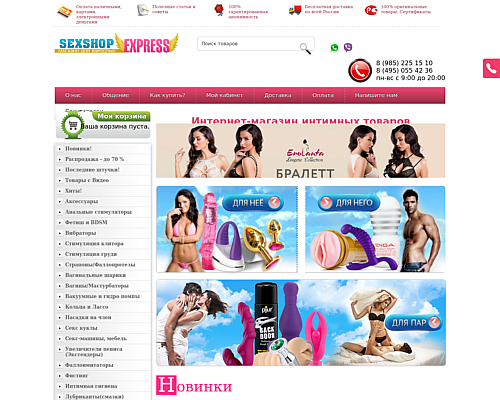 Оплата наличными, картами, электронными деньгами
Полезные статьи и советы
100% гарантированная анонимность
Бесплатная доставка по всей России
100% оригинальные товары. Сертификаты
SEXSHOP EXPRESS
Поиск товаров
8 (985) 225 15 10
8 (495) 055 42 36
пн-вс с 9:00 до 20:00
О нас
Общение
Как купить?
Мой кабинет
Доставка
Оплата
Напишите нам
Моя корзина
Ваша корзина пуста.
Интернет-магазин интимных товаров
Erolanta
Lingerie Collection
БРАЛЕТТ
Новинки!
Распродажа - до 70 %
Последние штучки!
Товары с Видео
Хиты!
Аксессуары
Анальные стимуляторы
Фетиш и BDSM
Вибраторы
Стимуляция клитора
Стимуляция груди
Страпоны/Фаллопротезы
Вагинальные шарики
Вагины/Мастурбаторы
Вакуумные и гидро помпы
Кольца и Лассо
Насадки на член
Секс куклы
Секс-машины, мебель
Увеличители пениса (Экстендеры)
Фаллоимитаторы
Фистинг
Интимная гигиена
Лубриканты(смазки)
ДЛЯ НЕЁ
ДЛЯ НЕГО
TENGA
pjur
BACK DOOR
ДЛЯ ПАР
Новинки